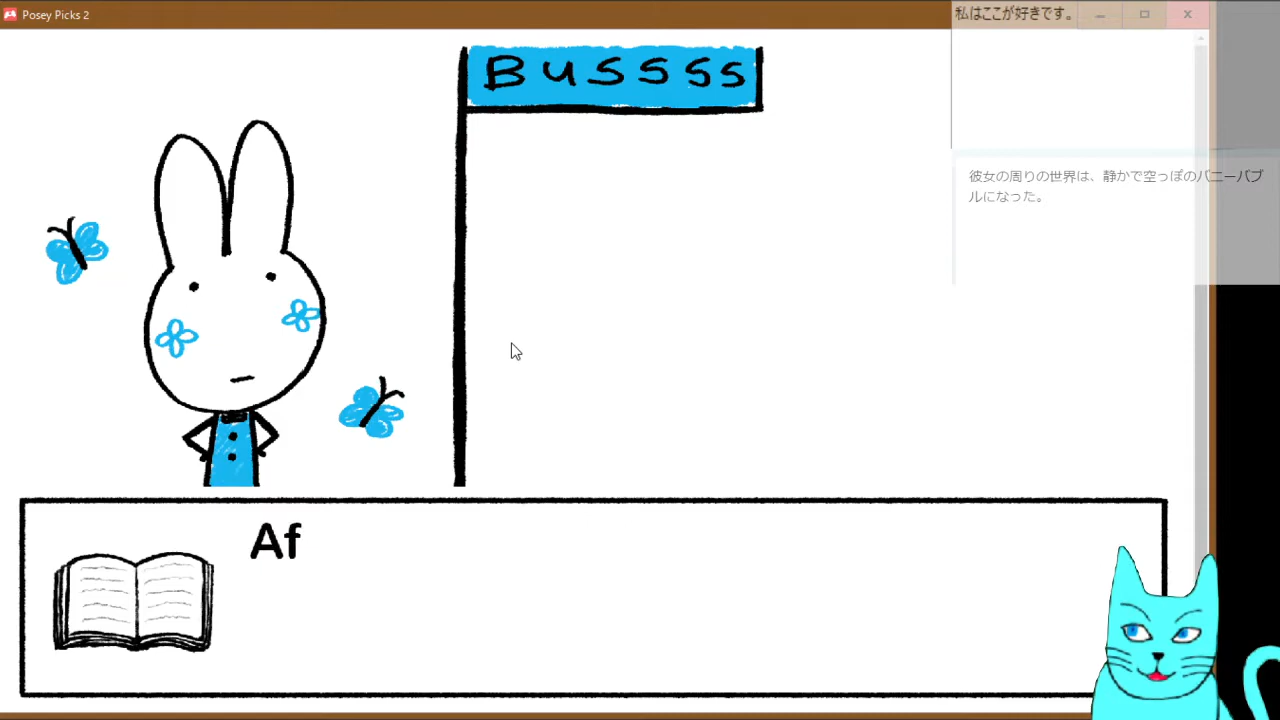 Posey Picks 2
私はここが好きです。
BUSSSS
彼女の周りの世界は、静かで空っぽのバニーバブ
ルになった。
Af